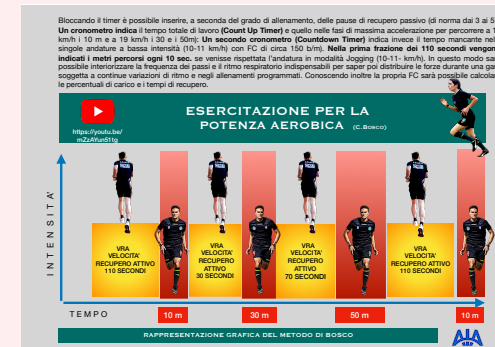 Bloccando il timer è possibile inserire, a seconda del grado di allenamento, delle pause di recupero passivo (di norma dai 3 ai 5
Un cronometro indica il tempo totale di lavoro (Count Up Timer) e quello nelle fasi di massima accelerazione per percorrere a 1
km/h i 10 m e a 19 km/h i 30 e i 50m): Un secondo cronometro (Countdown Timer) indica invece il tempo mancante nel
singole andature a bassa intensità (10-11 km/h) con FC di circa 150 b/m). Nella prima frazione dei 110 secondi vengon
indicati i metri percorsi ogni 10 sec. se venisse rispettata l'andatura in modalità Jogging (10-11- km/h). In questo modo sar
possibile interiorizzare la frequenza dei passi e il ritmo respiratorio indispensabili per saper poi distribuire le forze durante una gar
soggetta a continue variazioni di ritmo e negli allenamenti programmati. Conoscendo inoltre la propria FC sarà possibile calcolar
le percentuali di carico e i tempi di recupero.
ESERCITAZIONE PER LA
POTENZA AEROBICA (C.BOSCO)
https://youtu.be/
mZzAYun51tg
INTENSITA'
VRA
VELOCITA'
RECUPERO ATTIVO
110 SECONDI
VRA
VELOCITA'
RECUPERO
ATTIVO
30 SECONDI
VRA
VELOCITA'
RECUPERO
ATTIVO
70 SECONDI
VRA
VELOCITA'
RECUPERO ATTIVO
110 SECONDI
TEMPO
10 m
30 m
50 m
10 m
RAPPRESENTAZIONE GRAFICA DEL METODO DI BOSCO
AIA